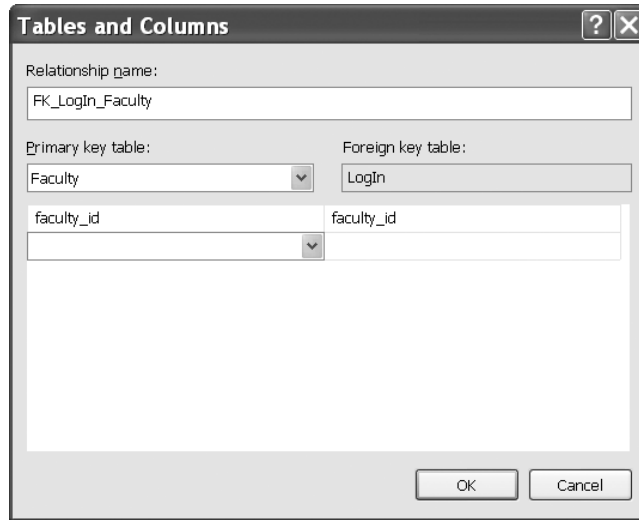 Tables and Columns
Relationship name:
FK_LogIn_Faculty
Primary key table:
Foreign key table:
Faculty
LogIn
faculty_id
faculty_id
OK
Cancel